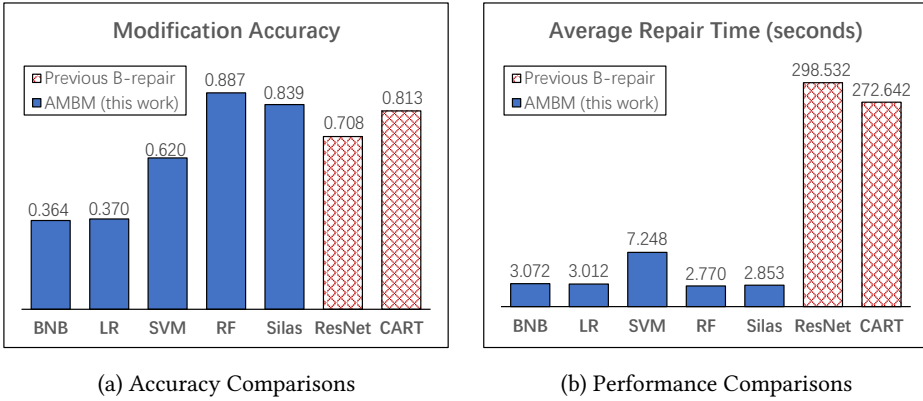 Modification Accuracy
Previous B-repair
AMBM (this work)
0.364
0.370
0.620
0.887
0.839
0.708
0.813
BNB LR SVM RF Silas ResNet CART
(a) Accuracy Comparisons
Average Repair Time (seconds)
Previous B-repair
AMBM (this work)
3.072
3.012
7.248
2.770
2.853
298.532
272.642
BNB LR SVM RF Silas ResNet CART
(b) Performance Comparisons